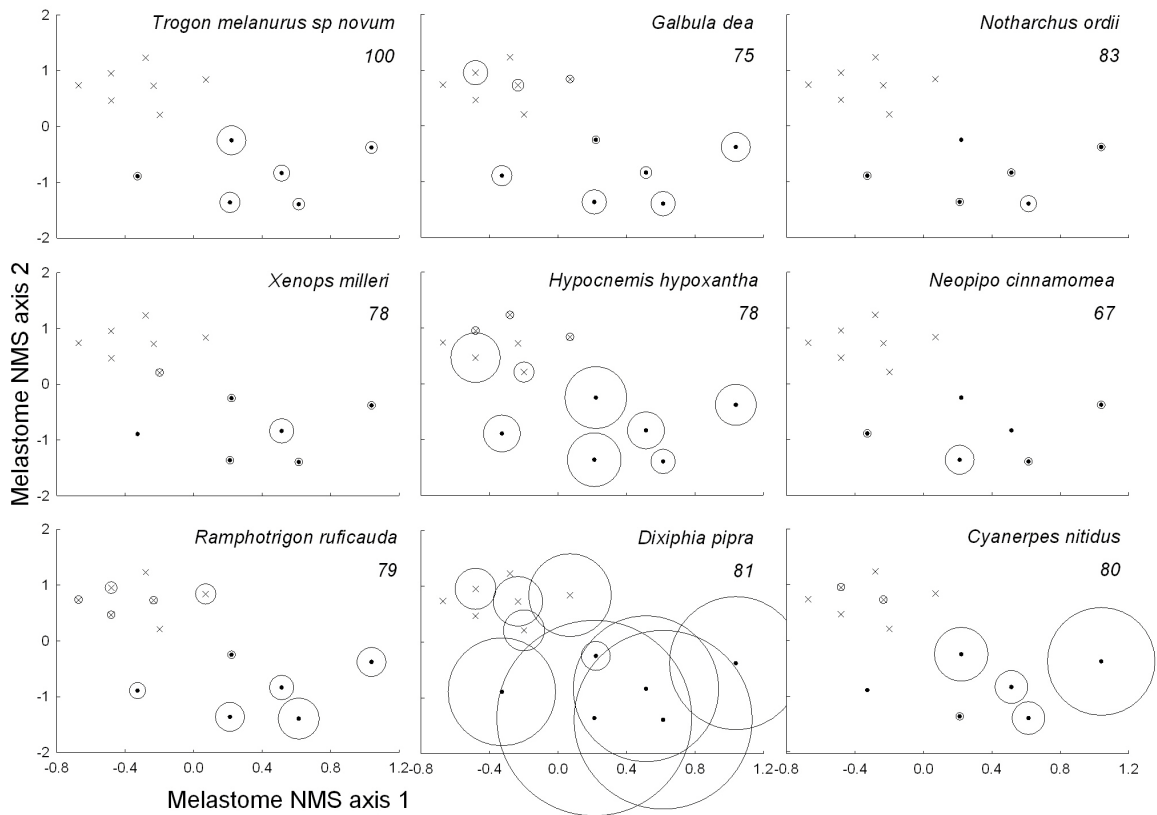 2
1
0
-1
-2
Trogon melanurus sp novum
100
Galbula dea
75
Notharchus ordii
83
Melastome NMS axis 2
2
1
0
-1
-2
Xenops milleri
78
Hypocnemis hypoxantha
78
Neopipo cinnamomea
67
2
1
0
-1
-2
Ramphotrigon ruficauda
79
Dixiphia pipra
81
Cyanerpes nitidus
80
-0.8 -0.4 0.0 0.4 0.8 1.2 -0.8 -0.4 0.0 0.4 0.8 1.2 -0.8 -0.4 0.0 0.4 0.8 1.2
Melastome NMS axis 1